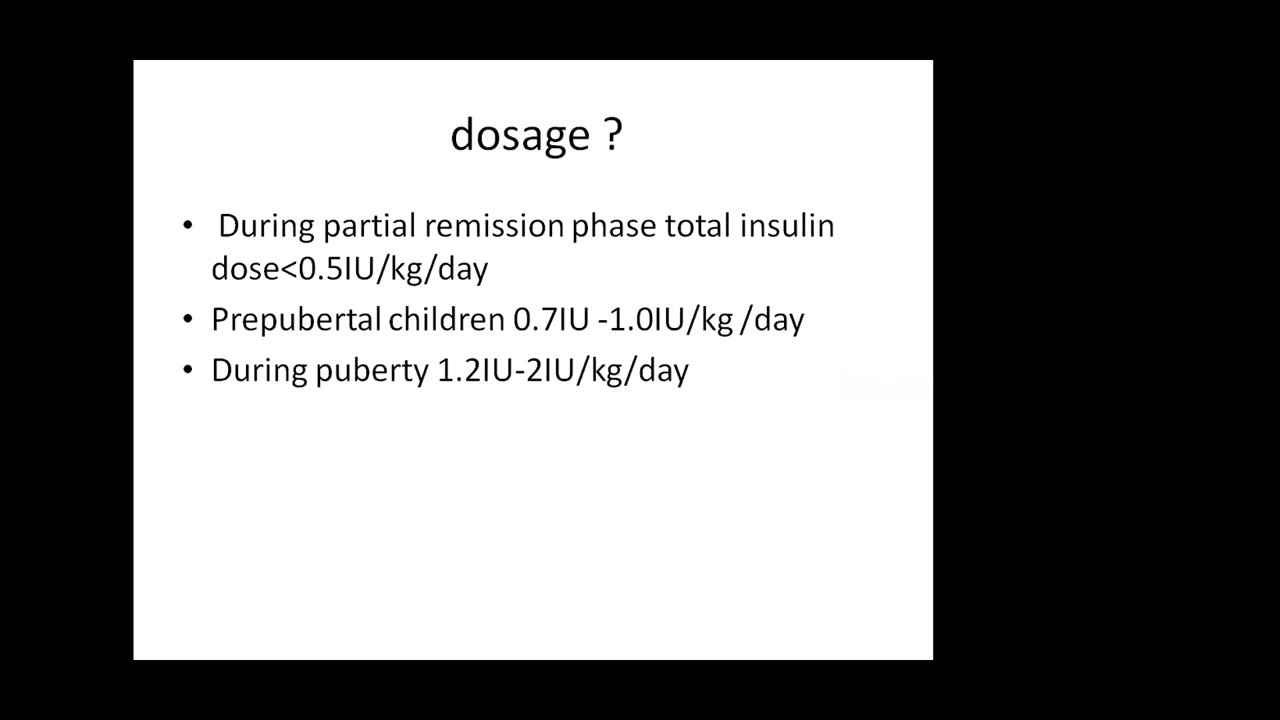 dosage ?
• During partial remission phase total insulin
dose<0.5IU/kg/day
• Prepubertal children 0.7IU -1.0IU/kg /day
• During puberty 1.2IU-2IU/kg/day